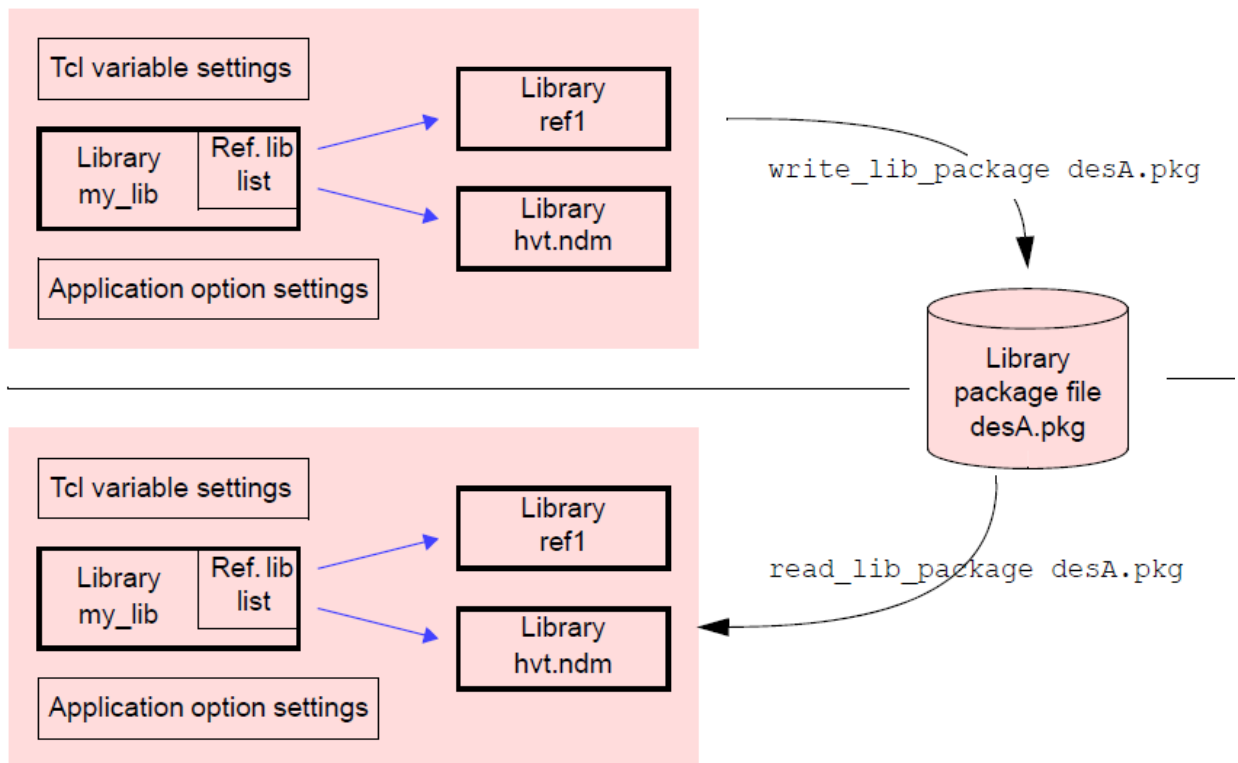 Tcl variable settings
Library
ref1
Library
my_lib
Ref. lib
list
write_lib_package desA.pkg
Library
hvt.ndm
Application option settings
Library
package file
desA.pkg
Tcl variable settings
Library
ref1
Library
my_lib
Ref. lib
list
read_lib_package desA.pkg
Library
hvt.ndm
Application option settings